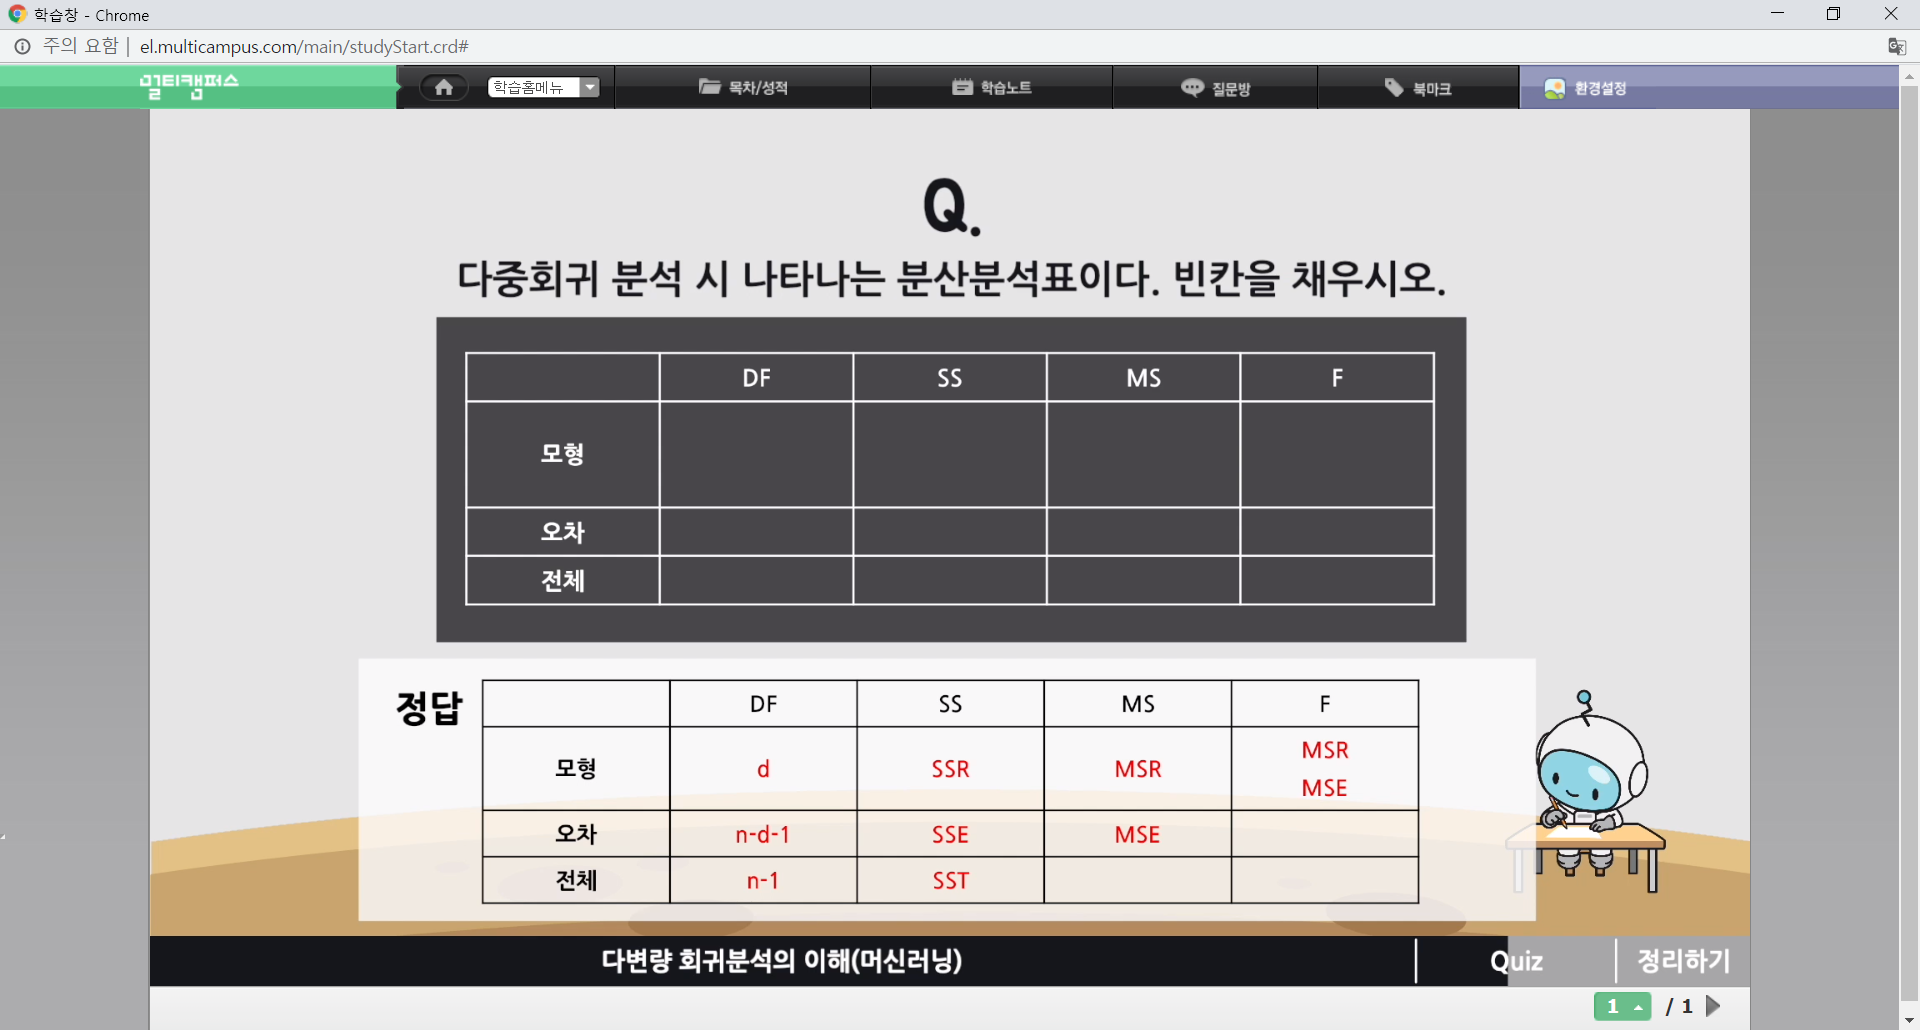 학습창 - Chrome
주의 요함 | el.multicampus.com/main/studyStart.crd#
멀티캠퍼스 학습홈메뉴 목차/성적 학습노트 질문방 북마크 환경설정
Q.
다중회귀 분석 시 나타나는 분산분석표이다. 빈칸을 채우시오.
DF SS MS F
모형
오차
전체
정답
DF SS MS F
모형 d SSR MSR MSR
MSE
오차 n-d-1 SSE MSE
전체 n-1 SST
다변량 회귀분석의 이해(머신러닝) Quiz 정리하기
1 / 1